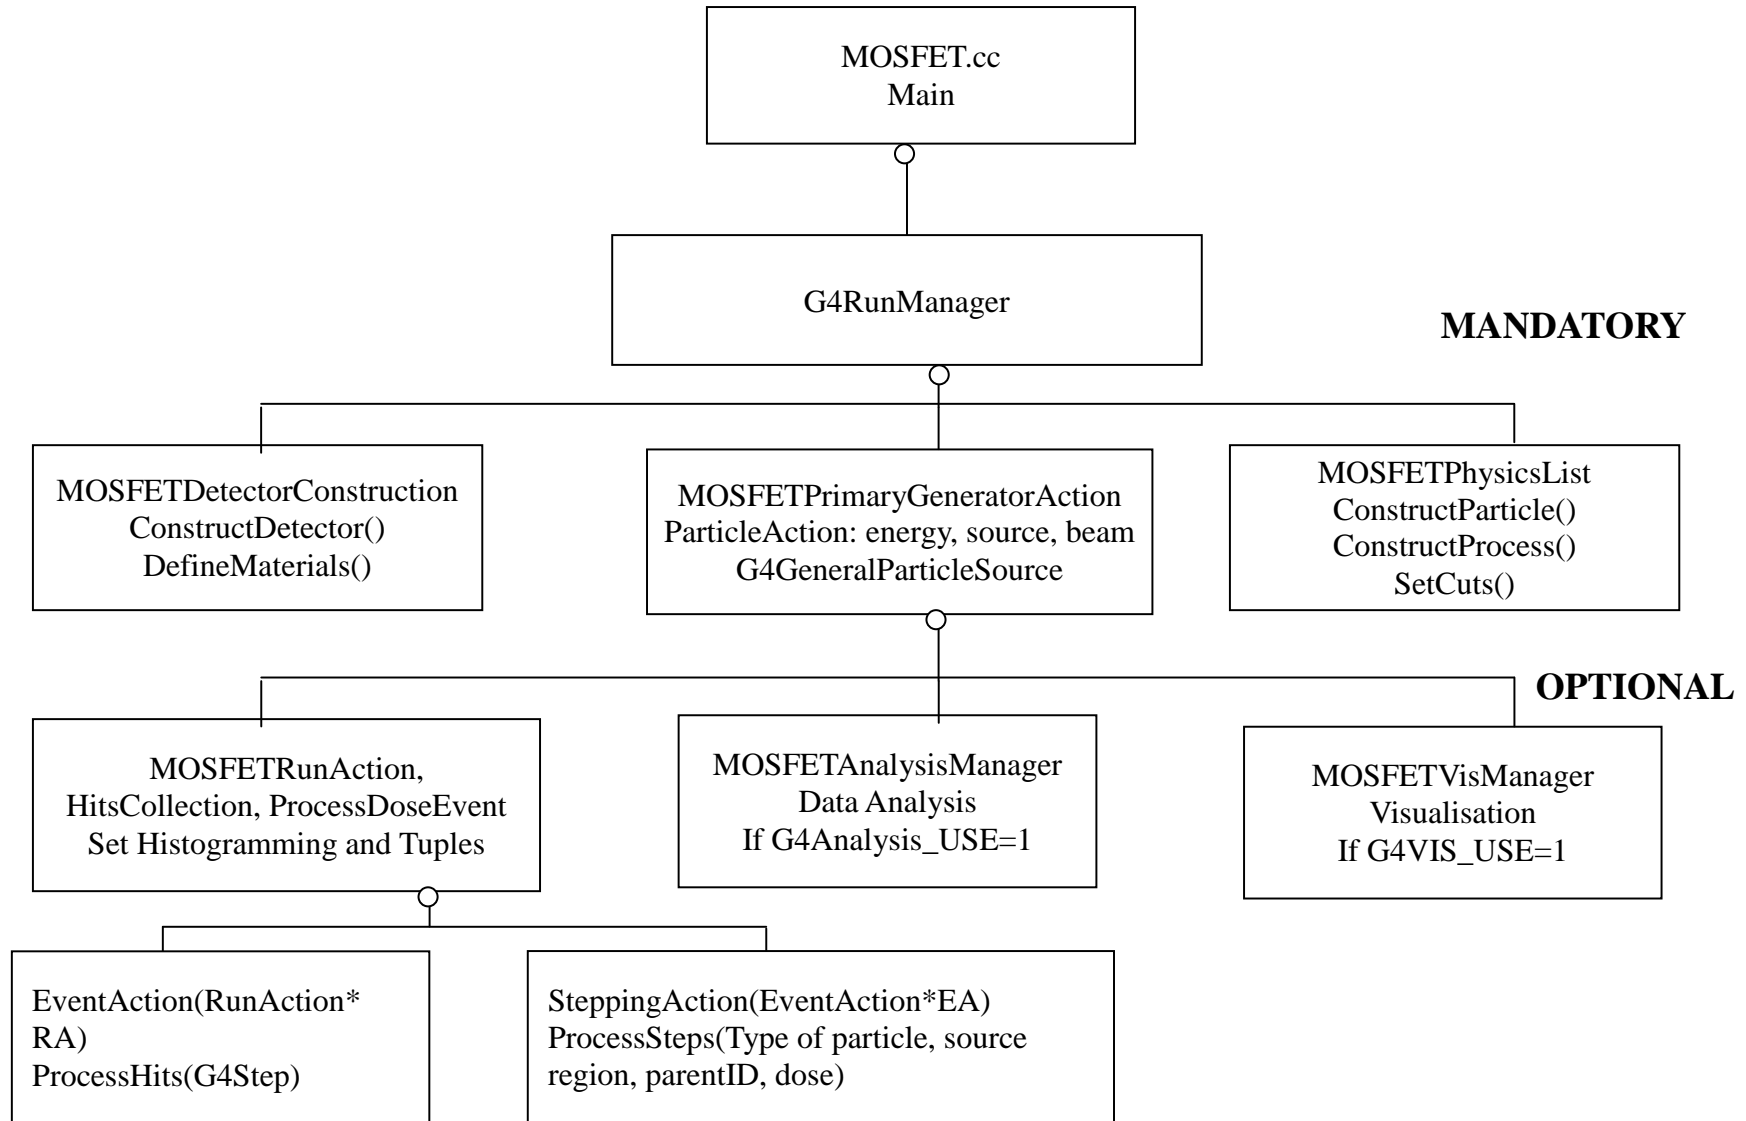 MOSFET.cc
Main
G4RunManager
MANDATORY
MOSFETDetectorConstruction
ConstructDetector()
DefineMaterials()
MOSFETPrimaryGeneratorAction
ParticleAction: energy, source, beam
G4GeneralParticleSource
MOSFETPhysicsList
ConstructParticle()
ConstructProcess()
SetCuts()
OPTIONAL
MOSFETRunAction,
HitsCollection, ProcessDoseEvent
Set Histogramming and Tuples
MOSFETAnalysisManager
Data Analysis
If G4Analysis_USE=1
MOSFETVisManager
Visualisation
If G4VIS_USE=1
EventAction(RunAction*
RA)
ProcessHits(G4Step)
SteppingAction(EventAction*EA)
ProcessSteps(Type of particle, source
region, parentID, dose)